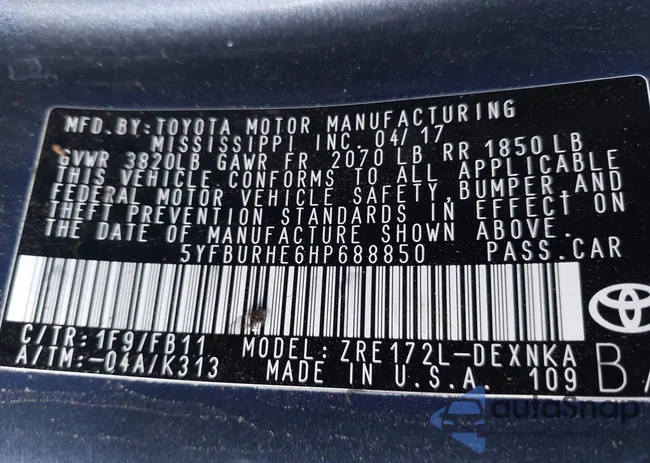 MFD.BY:TOYOTA MOTOR MANUFACTURING
MISSISSIPPI INC. 04/17
GVWR 3820LB GAWR FR 2070 LB RR 1850 LB
THIS VEHICLE CONFORMS TO ALL APPLICABLE
FEDERAL MOTOR VEHICLE SAFETY,BUMPER,AND
THEFT PREVENTION STANDARDS IN EFFECT ON
THE DATE OF MANUFACTURE SHOWN ABOVE.
5YFBURHE6HP688850 PASS.CAR
C/TR:1F9/FB11 MODEL:ZRE172L-DEXNKA
A/TM:-04A/K313 MADE IN U.S.A 109 B
autoSnap